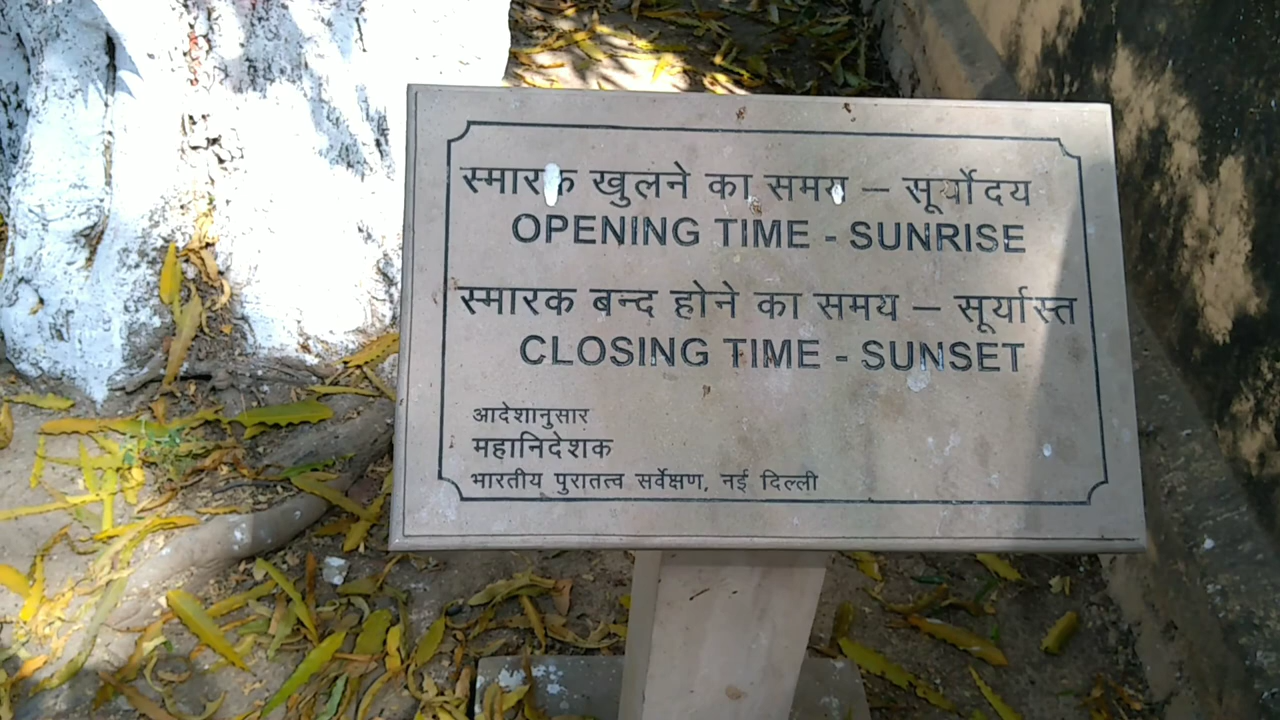 स्मारक खुलने का समय – सूर्योदय
OPENING TIME - SUNRISE
स्मारक बन्द होने का समय – सूर्यास्त
CLOSING TIME - SUNSET
आदेशानुसार
महानिदेशक
भारतीय पुरातत्व सर्वेक्षण, नई दिल्ली